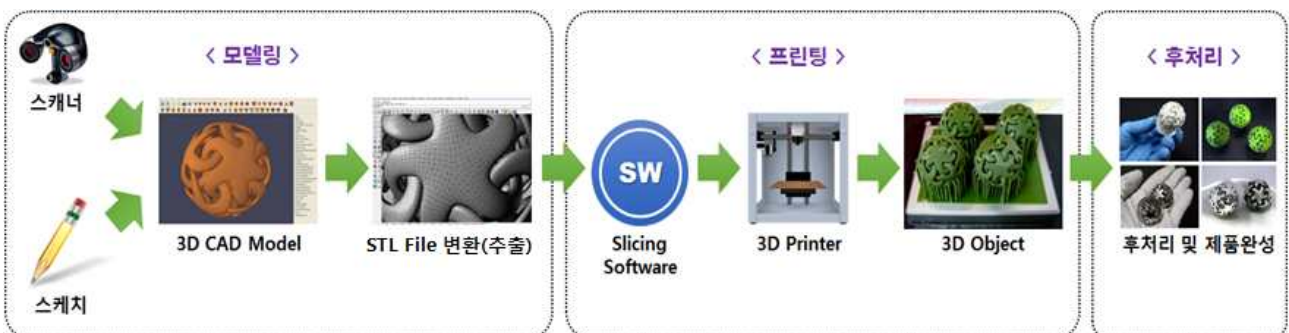 < 모델링 >
스캐너
스케치
3D CAD Model
STL File 변환(추출)
< 프린팅 >
SW
Slicing
Software
3D Printer
3D Object
< 후처리 >
후처리 및 제품완성